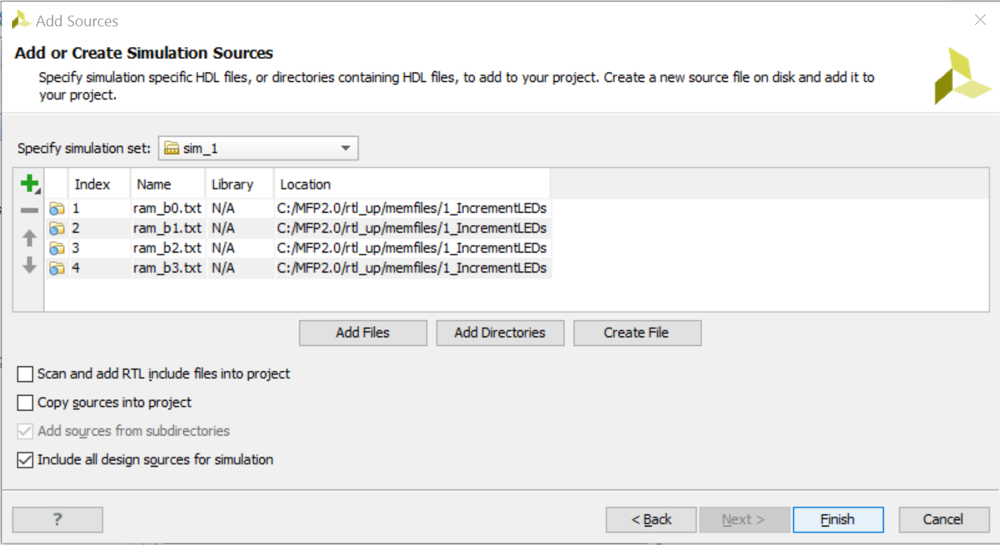 Add Sources
Add or Create Simulation Sources
Specify simulation specific HDL files, or directories containing HDL files, to add to your project. Create a new source file on disk and add it to
your project.
Specify simulation set: sim_1
Index Name Library Location
1 ram_b0.txt N/A C:/MFP2.0/rtl_up/memfiles/1_IncrementLEDs
2 ram_b1.txt N/A C:/MFP2.0/rtl_up/memfiles/1_IncrementLEDs
3 ram_b2.txt N/A C:/MFP2.0/rtl_up/memfiles/1_IncrementLEDs
4 ram_b3.txt N/A C:/MFP2.0/rtl_up/memfiles/1_IncrementLEDs
Add Files Add Directories Create File
Scan and add RTL include files into project
Copy sources into project
Add sources from subdirectories
Include all design sources for simulation
? < Back Next > Finish Cancel